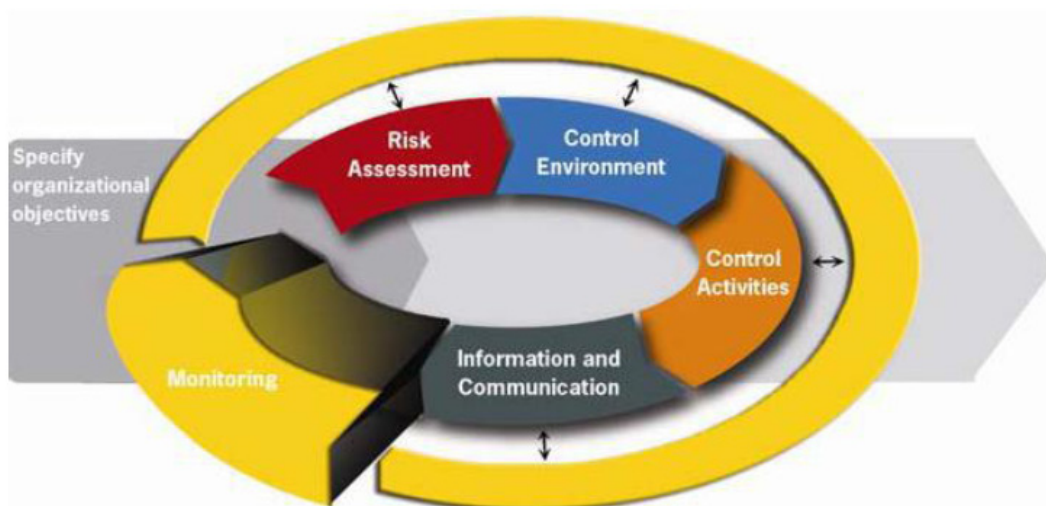 Specify
organizational
objectives
Risk
Assessment
Control
Environment
Control
Activities
Information and
Communication
Monitoring